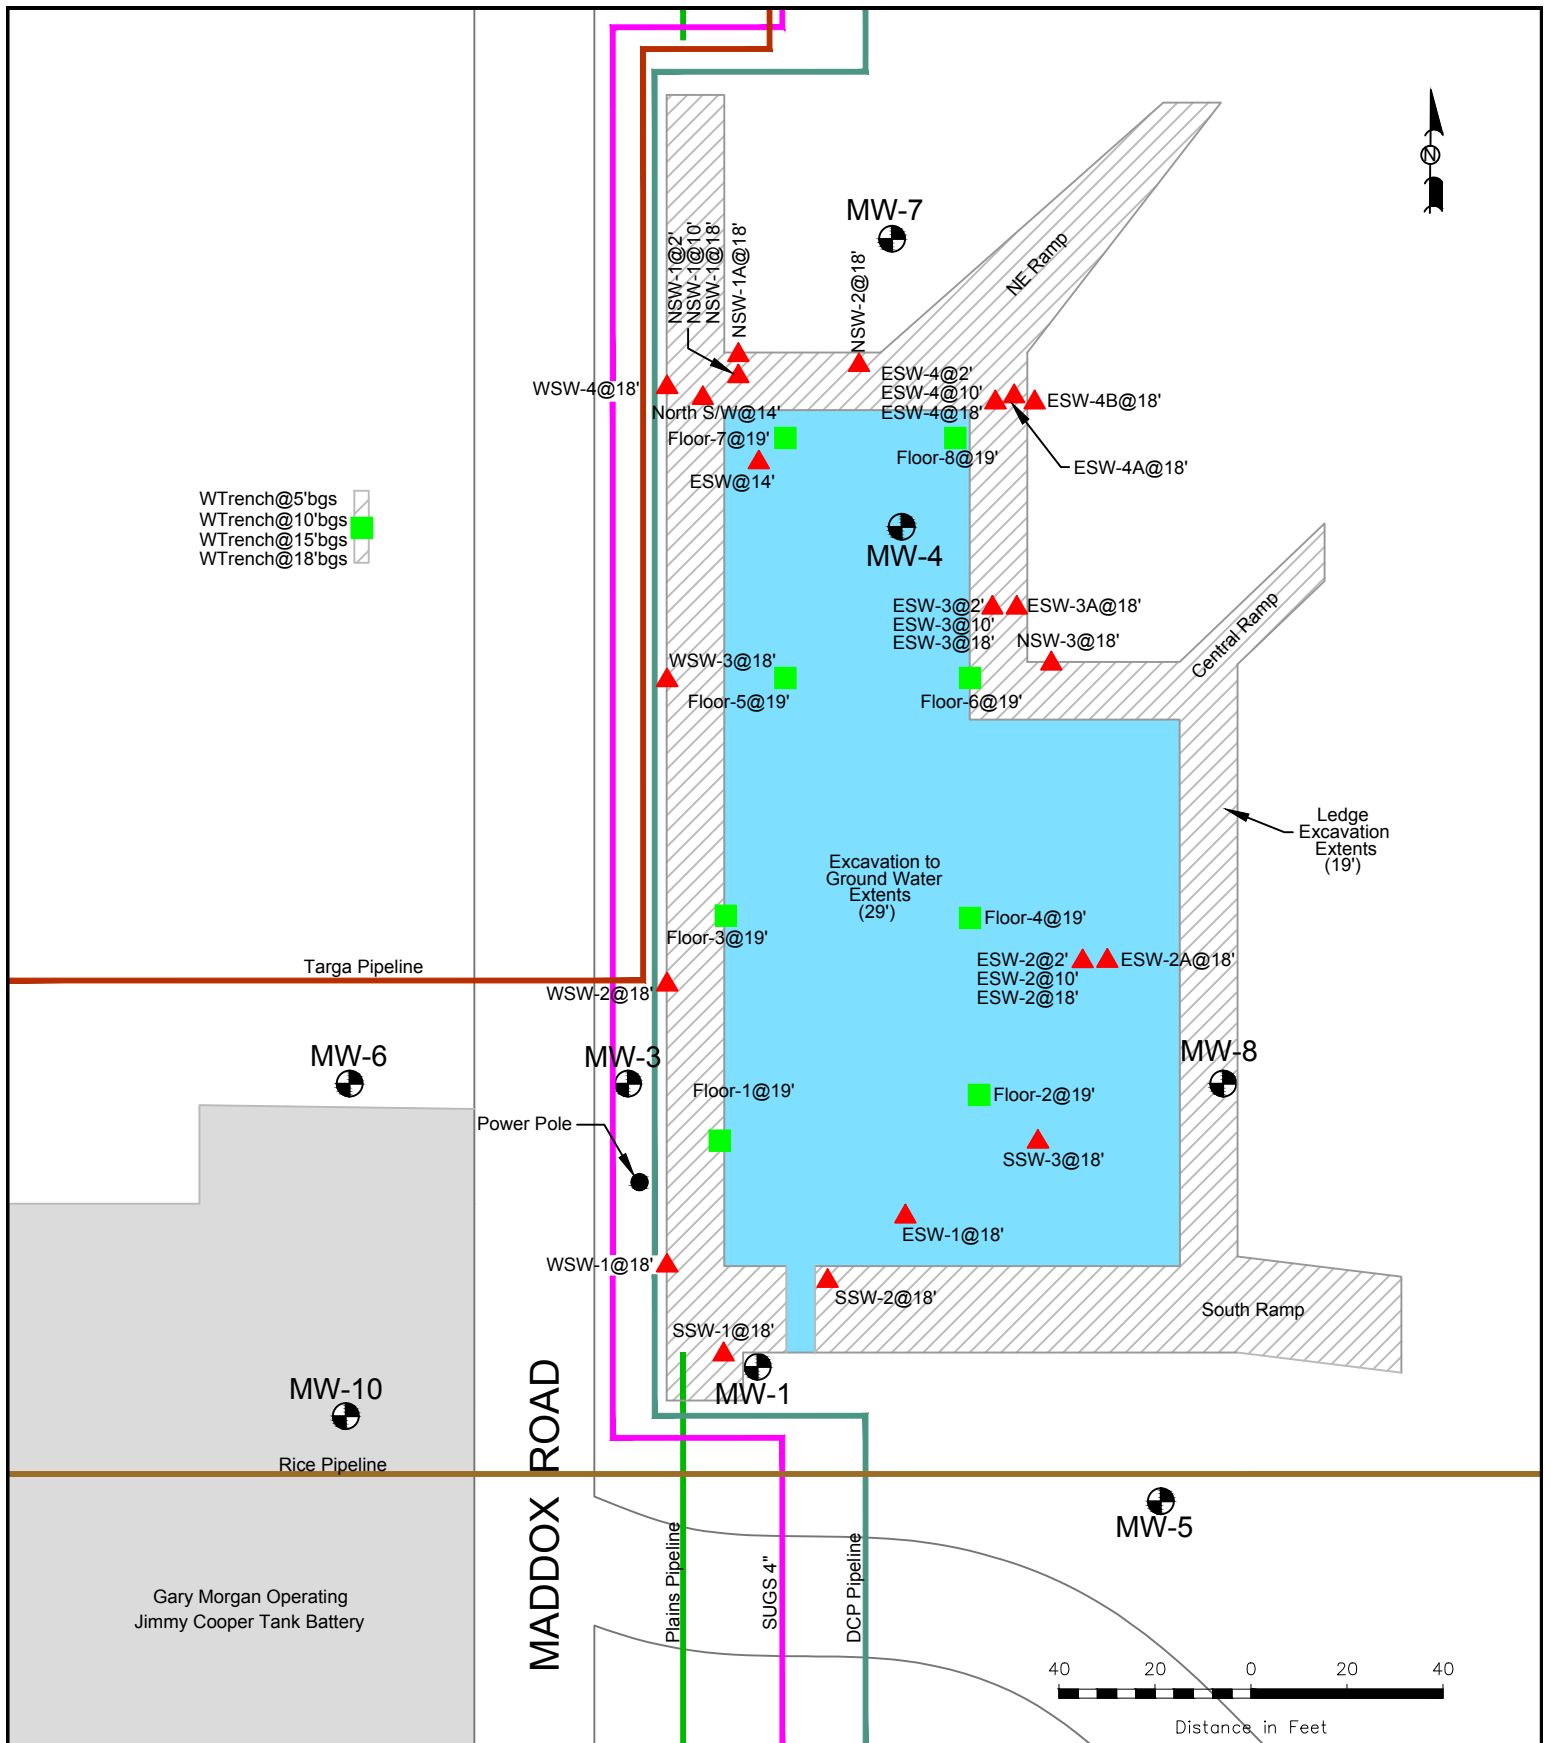 N
MW-7
NSW-1@2'
NSW-1@10'
NSW-1@18'
NSW-1A@18'
NSW-2@18'
NE Ramp
WSW-4@18'
North S/W@14'
ESW-4@2'
ESW-4@10'
ESW-4@18'
ESW-4B@18'
ESW-4A@18'
Floor-7@19'
Floor-8@19'
ESW@14'
WTrench@5'bgs
WTrench@10'bgs
WTrench@15'bgs
WTrench@18'bgs
MW-4
ESW-3@2'
ESW-3@10'
ESW-3@18'
ESW-3A@18'
NSW-3@18'
Central Ramp
WSW-3@18'
Floor-5@19'
Floor-6@19'
Ledge
Excavation
Extents
(19')
Excavation to
Ground Water
Extents
(29')
Floor-3@19'
Floor-4@19'
Targa Pipeline
WSW-2@18'
ESW-2@2'
ESW-2@10'
ESW-2@18'
ESW-2A@18'
MW-6
MW-3
MW-8
Floor-1@19'
Floor-2@19'
Power Pole
SSW-3@18'
ESW-1@18'
WSW-1@18'
SSW-2@18'
South Ramp
SSW-1@18'
MW-1
MW-10
MADDOX ROAD
Rice Pipeline
MW-5
Plains Pipeline
SUGS 4"
DCP Pipeline
Gary Morgan Operating
Jimmy Cooper Tank Battery
40 20 0 20 40
Distance in Feet